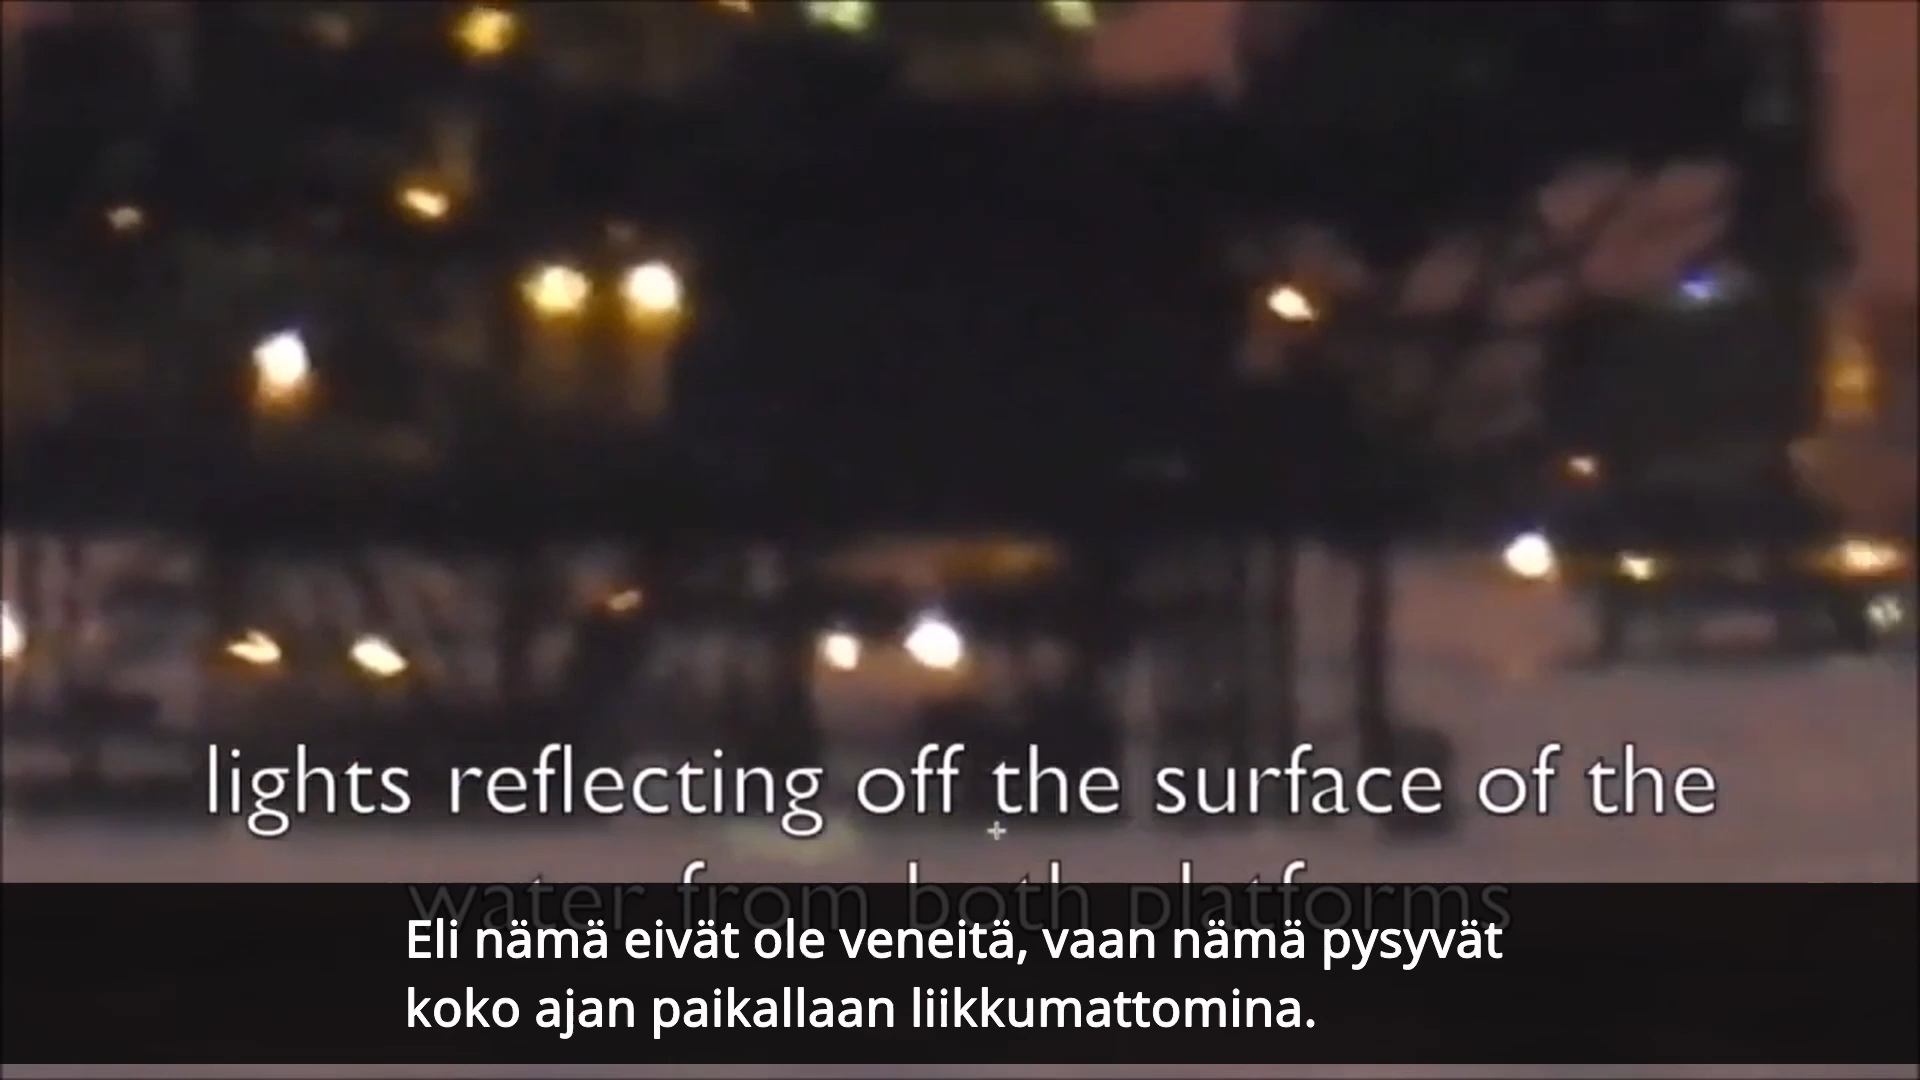 lights reflecting off the surface of the
water from both platforms
Eli nämä eivät ole veneitä, vaan nämä pysyvät
koko ajan paikallaan liikkumattomina.